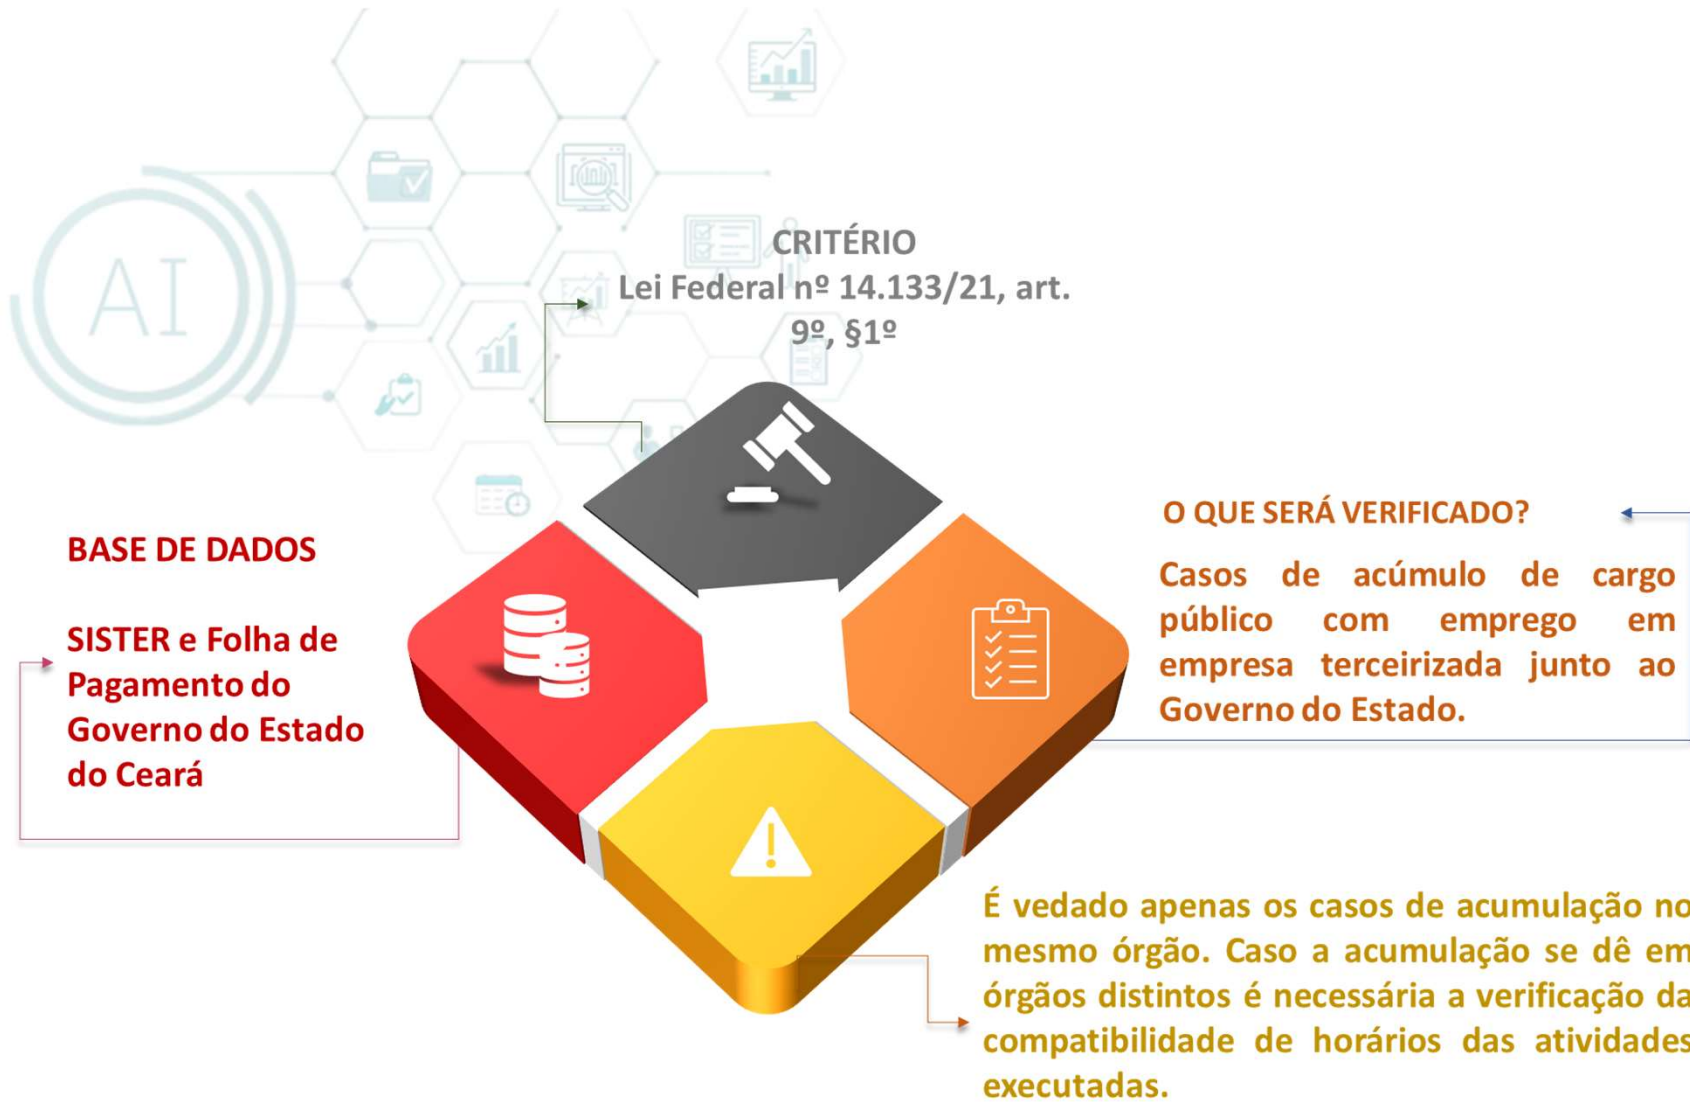 AI
CRITÉRIO
Lei Federal nº 14.133/21, art.
9º, §1º
BASE DE DADOS
SISTER e Folha de
Pagamento do
Governo do Estado
do Ceará
O QUE SERÁ VERIFICADO?
Casos de acúmulo de cargo
público com emprego em
empresa terceirizada junto ao
Governo do Estado.
É vedado apenas os casos de acumulação no
mesmo órgão. Caso a acumulação se dê em
órgãos distintos é necessária a verificação da
compatibilidade de horários das atividades
executadas.